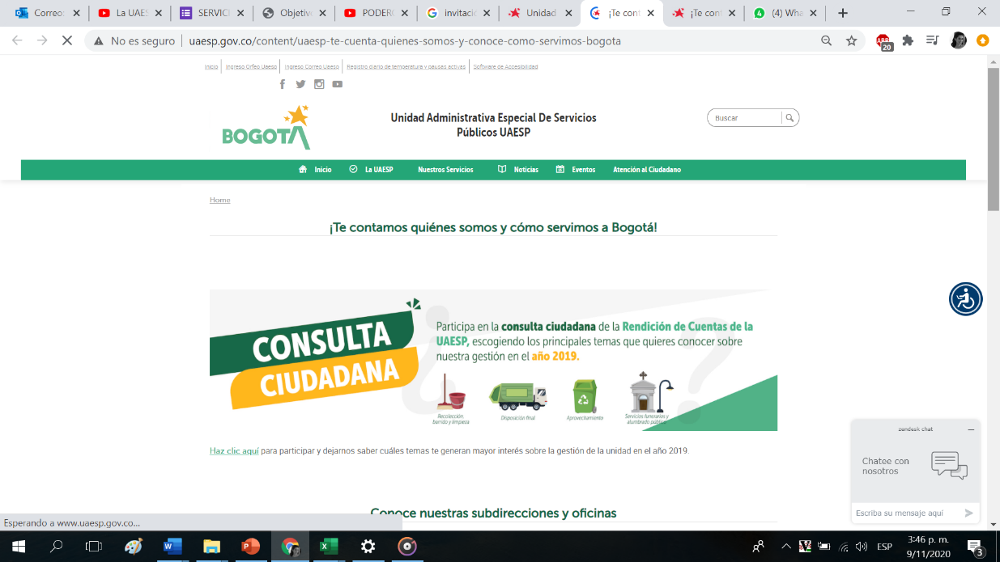 Correo:
La UAES
SERVICI
Objetivo
PODERO
invitació
Unidad
¡Te cont
¡Te cont
(4) Wha
No es seguro
uaesp.gov.co/content/uaesp-te-cuenta-quienes-somos-y-conoce-como-servimos-bogota
ABP
20
Inicio
Ingreso Orfeo Uaesp
Ingreso Correo Uaesp
Registro diario de temperatura y pausas activas
Software de Accesibilidad
BOGOTÁ
Unidad Administrativa Especial De Servicios
Públicos UAESP
Buscar
Inicio
La UAESP
Nuestros Servicios
Noticias
Eventos
Atención al Ciudadano
Home
¡Te contamos quiénes somos y cómo servimos a Bogotá!
CONSULTA
CIUDADANA
Participa en la consulta ciudadana de la Rendición de Cuentas de la
UAESP, escogiendo los principales temas que quieres conocer sobre
nuestra gestión en el año 2019.
Recolección,
barrido y limpieza
Disposición final
Aprovechamiento
Servicios funerarios y
alumbrado público
zendesk chat
Chatee con
nosotros
Escriba su mensaje aquí
Haz clic aquí para participar y dejarnos saber cuáles temas te generan mayor interés sobre la gestión de la unidad en el año 2019.
Conoce nuestras subdirecciones y oficinas
Esperando a www.uaesp.gov.co...
ESP
3:46 p. m.
9/11/2020
3